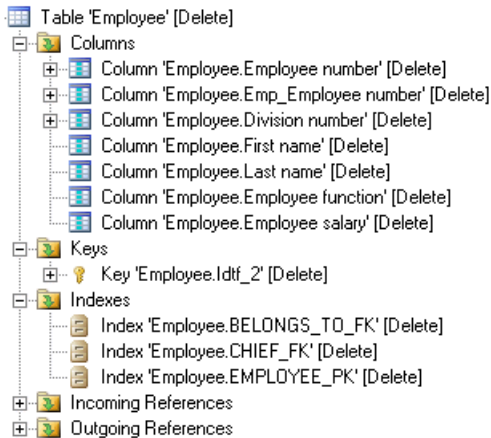 Table 'Employee' [Delete]
Columns
Column 'Employee.Employee number' [Delete]
Column 'Employee.Emp_Employee number' [Delete]
Column 'Employee.Division number' [Delete]
Column 'Employee.First name' [Delete]
Column 'Employee.Last name' [Delete]
Column 'Employee.Employee function' [Delete]
Column 'Employee.Employee salary' [Delete]
Keys
Key 'Employee.Idtf_2' [Delete]
Indexes
Index 'Employee.BELONGS_TO_FK' [Delete]
Index 'Employee.CHIEF_FK' [Delete]
Index 'Employee.EMPLOYEE_PK' [Delete]
Incoming References
Outgoing References